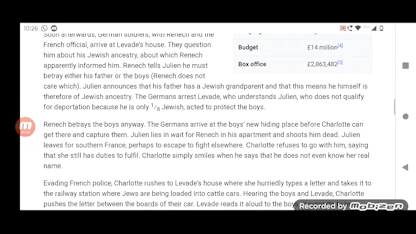 10:26
Soon afterwards, German soldiers, with Renech and the
French official, arrive at Levade's house. They question
him about his Jewish ancestry, about which Renech
apparently informed him. Renech tells Julien he must
betray either his father or the boys (Renech does not
care which). Julien announces that his father has a Jewish grandparent and that this means he himself is
therefore of Jewish ancestry. The Germans arrest Levade, who understands Julien, who does not qualify
for deportation because he is only 1/8 Jewish, acted to protect the boys.
Budget £14 million[4]
Box office £2,863,482[5]
Renech betrays the boys anyway. The Germans arrive at the boys' new hiding place before Charlotte can
get there and capture them. Julien lies in wait for Renech in his apartment and shoots him dead. Julien
leaves for southern France, perhaps to escape to fight elsewhere. Charlotte refuses to go with him, saying
that she still has duties to fulfil. Charlotte simply smiles when he says that he does not even know her real
name.
Evading French police, Charlotte rushes to Levade's house where she hurriedly types a letter and takes it to
the railway station where Jews are being loaded into cattle cars. Hearing the boys and Levade, Charlotte
pushes the letter between the boards of their car. Levade reads it aloud to the boys
Recorded by Mobizen